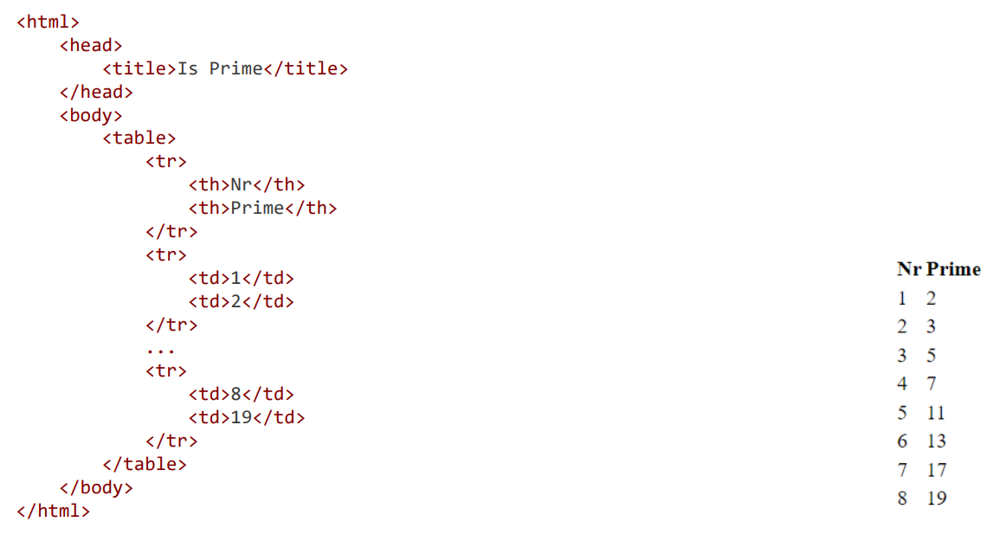 <html>
    <head>
        <title>Is Prime</title>
    </head>
    <body>
        <table>
            <tr>
                <th>Nr</th>
                <th>Prime</th>
            </tr>
            <tr>
                <td>1</td>
                <td>2</td>
            </tr>
            ...
            <tr>
                <td>8</td>
                <td>19</td>
            </tr>
        </table>
    </body>
</html>
Nr Prime
1 2
2 3
3 5
4 7
5 11
6 13
7 17
8 19